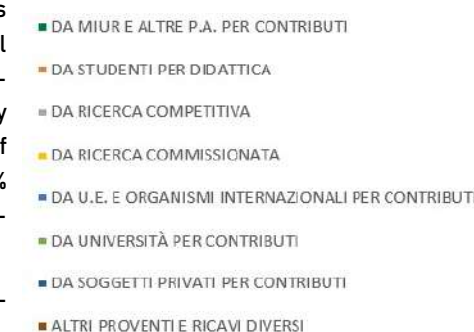 s
l
-
y
f
%
-
-
DA MIUR E ALTRE P.A. PER CONTRIBUTI
DA STUDENTI PER DIDATTICA
DA RICERCA COMPETITIVA
DA RICERCA COMMISSIONATA
DA U.E. E ORGANISMI INTERNAZIONALI PER CONTRIBUTI
DA UNIVERSITÀ PER CONTRIBUTI
DA SOGGETTI PRIVATI PER CONTRIBUTI
ALTRI PROVENTI E RICAVI DIVERSI